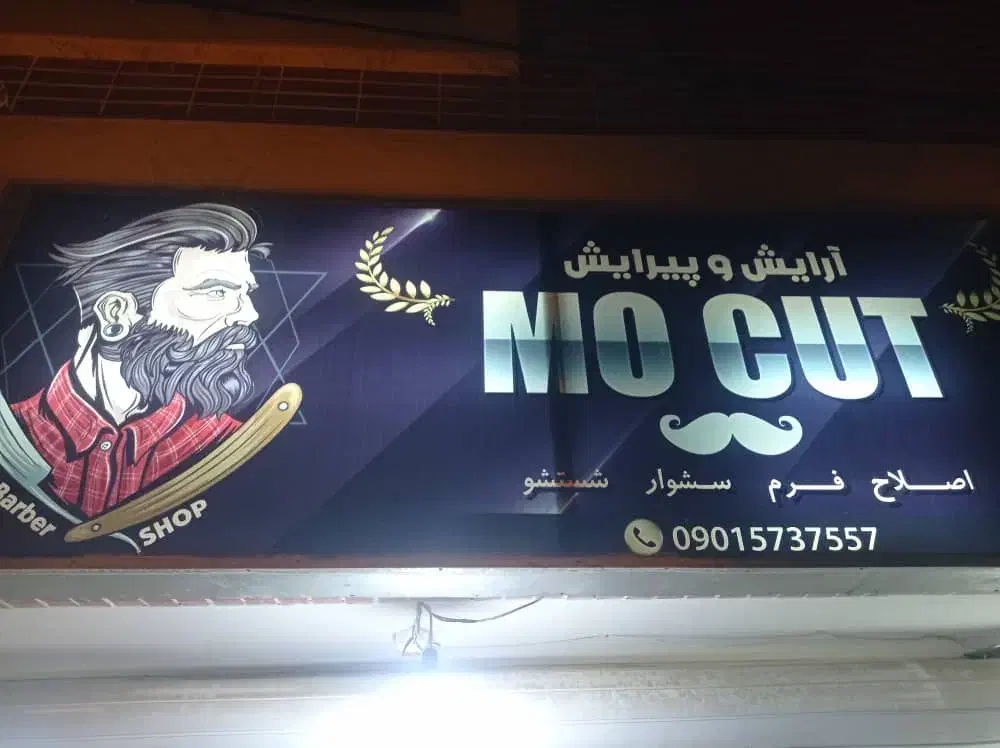 آرایش و پیرایش
MO CUT
اصلاح فرم سشوار شستشو
09015737557
Barber SHOP